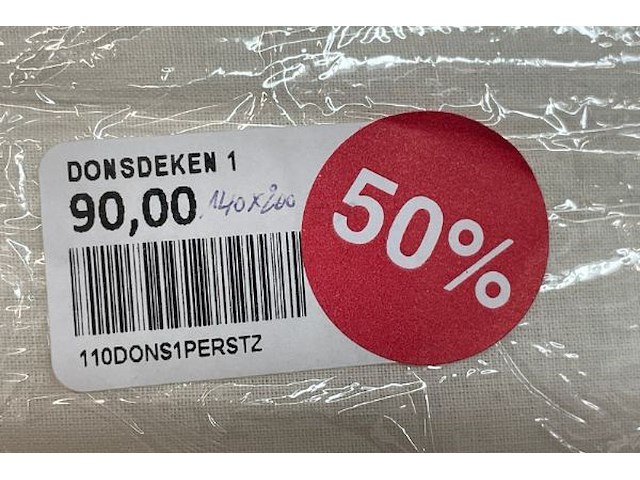 DONSDEKEN 1
90,00 140x200
50%
110DONS1PERSTZ